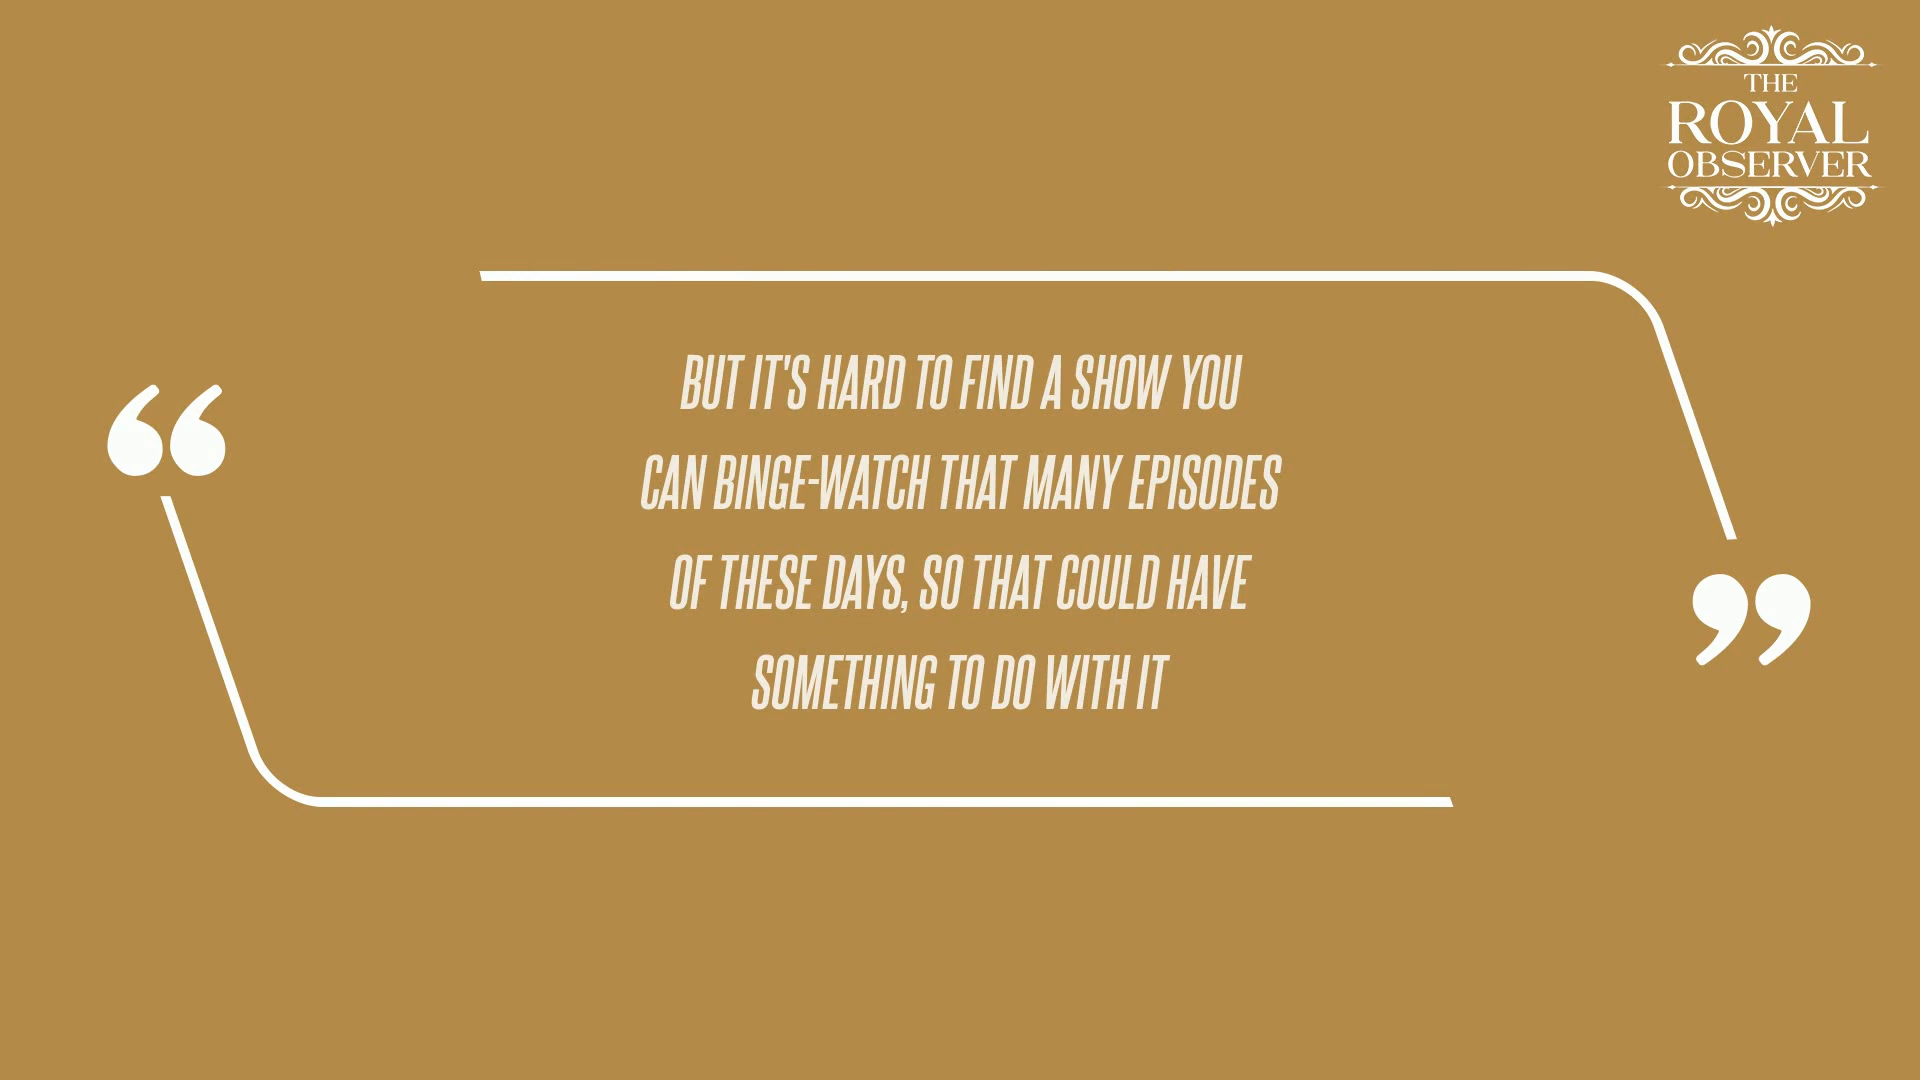 THE
ROYAL
OBSERVER
BUT IT'S HARD TO FIND A SHOW YOU
CAN BINGE-WATCH THAT MANY EPISODES
OF THESE DAYS, SO THAT COULD HAVE
SOMETHING TO DO WITH IT